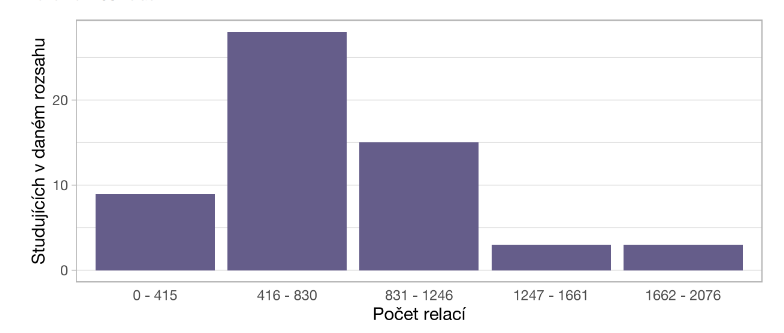 Studujících v daném rozsahu
20
10
0
0 - 415
416 - 830
831 - 1246
1247 - 1661
1662 - 2076
Počet relací